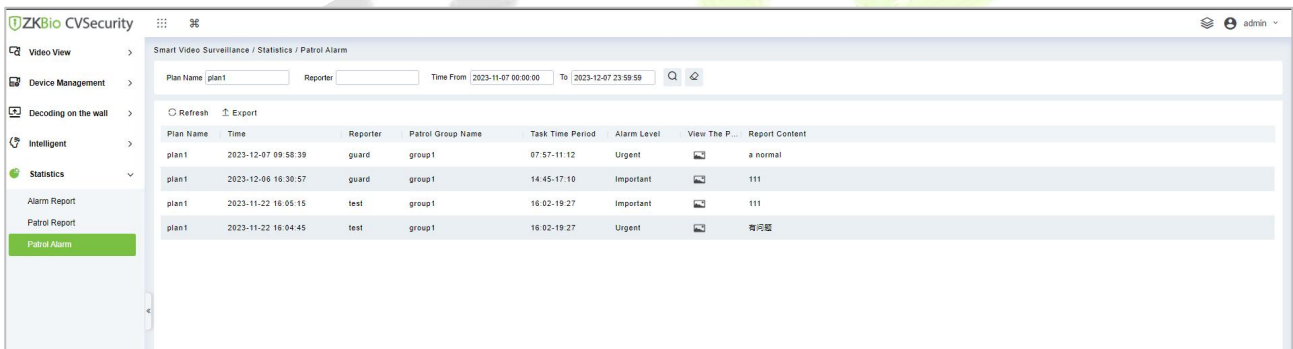 ZKBio CVSecurity
admin
Video View
Device Management
Decoding on the wall
Intelligent
Statistics
Alarm Report
Patrol Report
Patrol Alarm
Smart Video Surveillance / Statistics / Patrol Alarm
Plan Name plan1 Reporter Time From 2023-11-07 00:00:00 To 2023-12-07 23:59:59
Refresh Export
Plan Name Time Reporter Patrol Group Name Task Time Period Alarm Level View The P... Report Content
plan1 2023-12-07 09:58:39 guard group1 07:57-11:12 Urgent a normal
plan1 2023-12-06 16:30:57 guard group1 14:45-17:10 Important 111
plan1 2023-11-22 16:05:15 test group1 16:02-19:27 Important 111
plan1 2023-11-22 16:04:45 test group1 16:02-19:27 Urgent 有问题